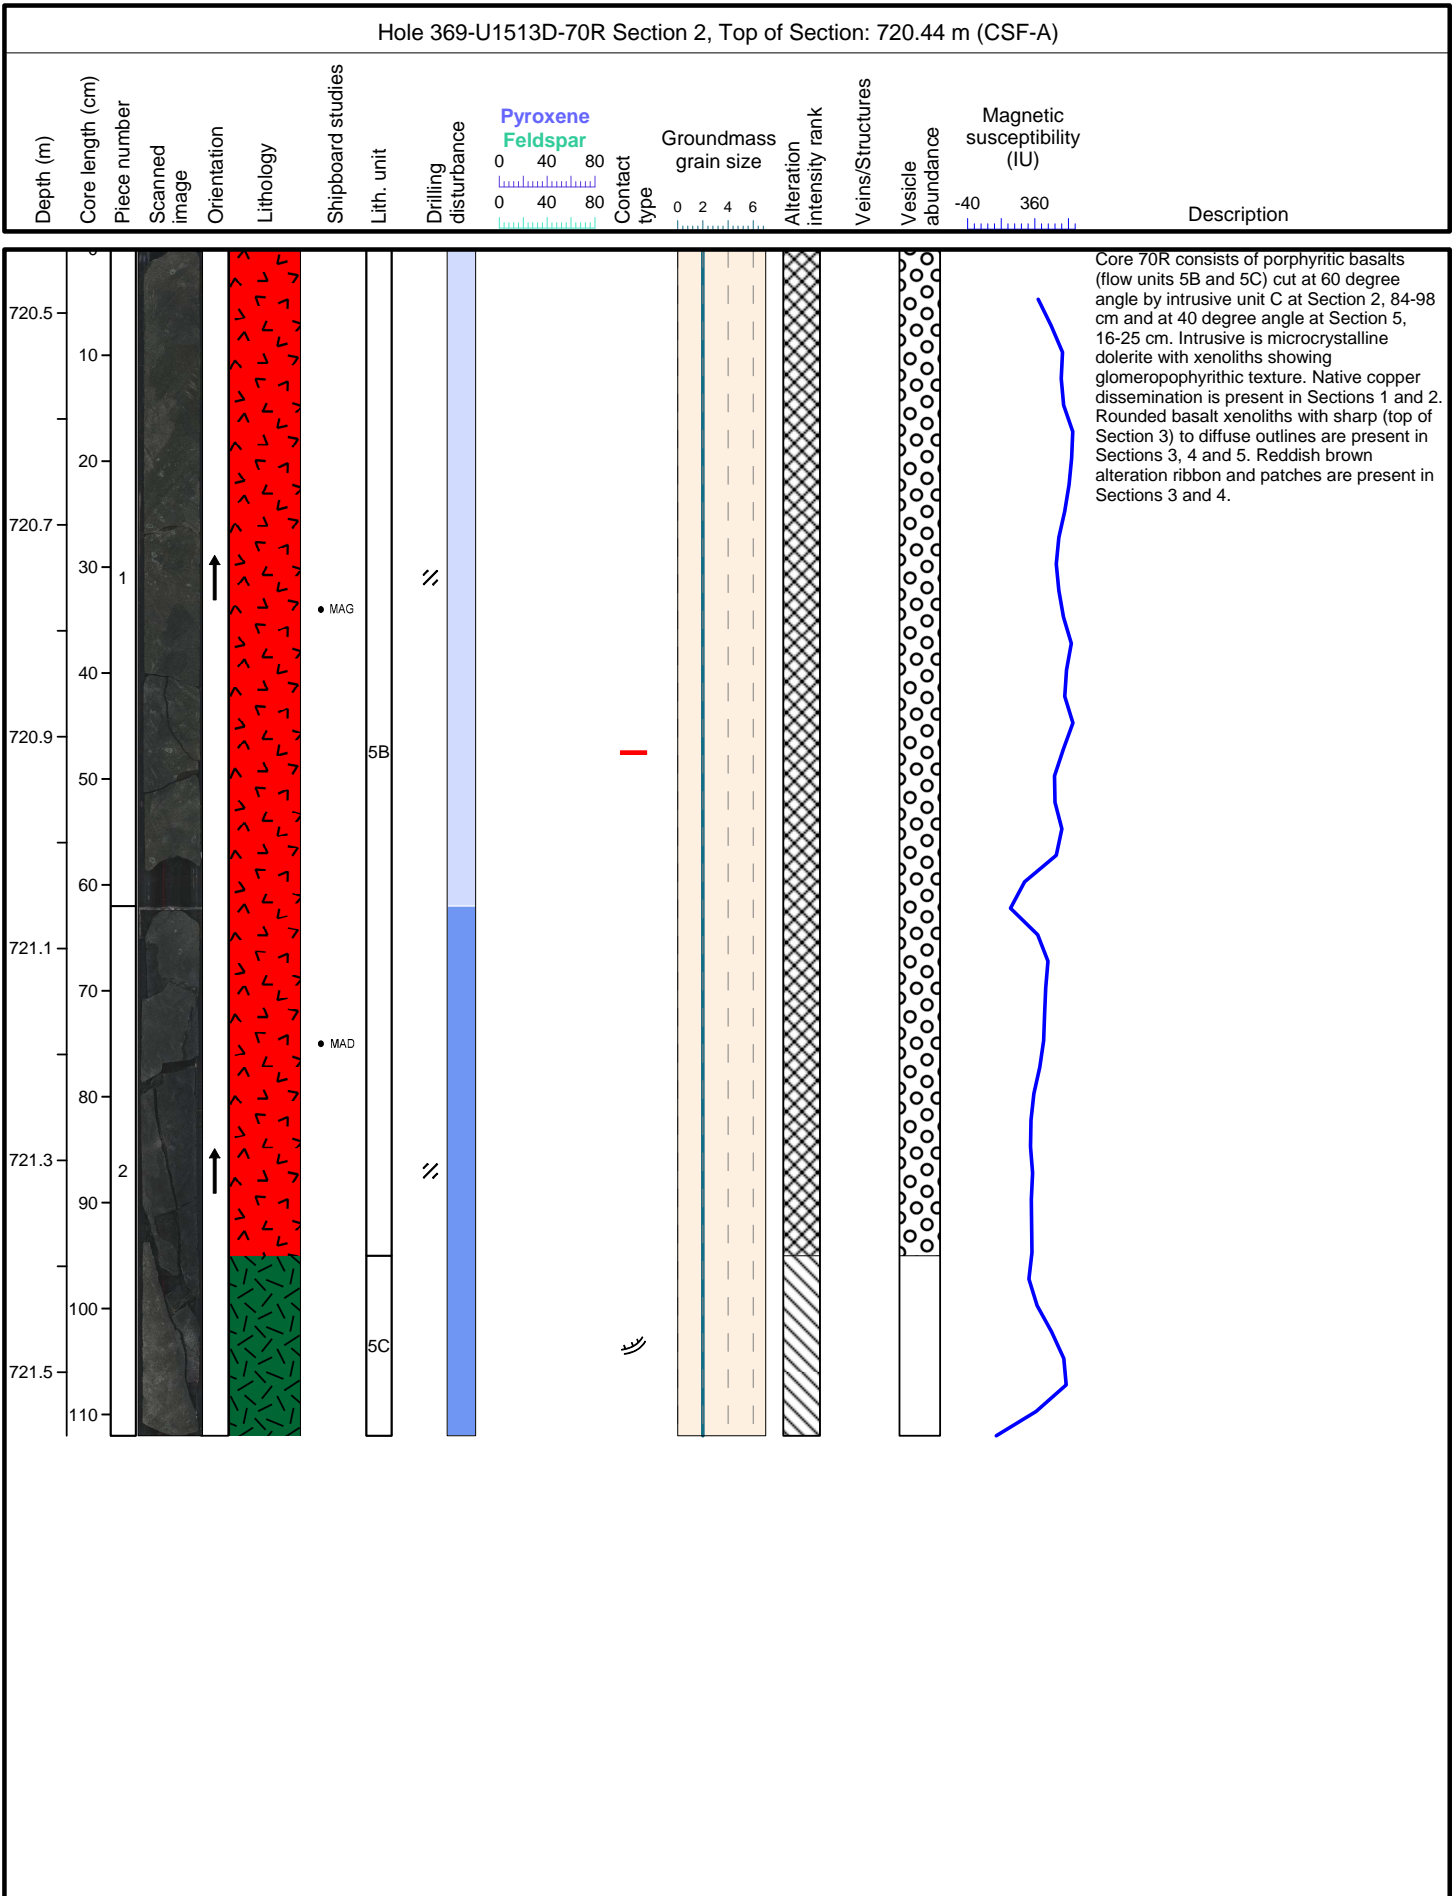 Hole 369-U1513D-70R Section 2, Top of Section: 720.44 m (CSF-A)
Depth (m)
Core length (cm)
Piece number
Scanned image
Orientation
Lithology
Shipboard studies
Lith. unit
Drilling disturbance
Pyroxene
Feldspar
0 40 80
0 40 80
Contact type
Groundmass
grain size
0 2 4 6
Alteration intensity rank
Veins/Structures
Vesicle abundance
Magnetic
susceptibility
(IU)
-40 360
Description
Core 70R consists of porphyritic basalts
(flow units 5B and 5C) cut at 60 degree
angle by intrusive unit C at Section 2, 84-98
cm and at 40 degree angle at Section 5,
16-25 cm. Intrusive is microcrystalline
dolerite with xenoliths showing
glomeropophyrithic texture. Native copper
dissemination is present in Sections 1 and 2.
Rounded basalt xenoliths with sharp (top of
Section 3) to diffuse outlines are present in
Sections 3, 4 and 5. Reddish brown
alteration ribbon and patches are present in
Sections 3 and 4.
0
720.5
10
20
720.7
30
1
MAG
40
720.9
5B
50
60
721.1
70
MAD
80
721.3
2
90
100
5C
721.5
110